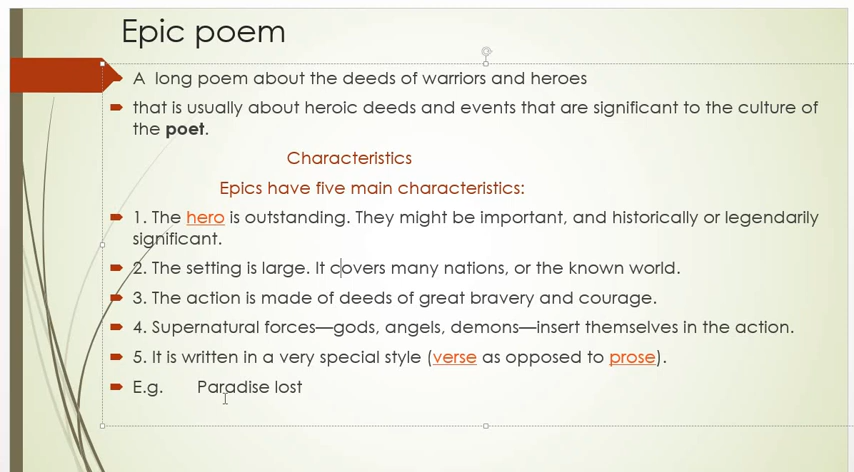 Epic poem
A long poem about the deeds of warriors and heroes
that is usually about heroic deeds and events that are significant to the culture of
the poet.
Characteristics
Epics have five main characteristics:
1. The hero is outstanding. They might be important, and historically or legendarily
significant.
2. The setting is large. It covers many nations, or the known world.
3. The action is made of deeds of great bravery and courage.
4. Supernatural forces—gods, angels, demons—insert themselves in the action.
5. It is written in a very special style (verse as opposed to prose).
E.g. Paradise lost